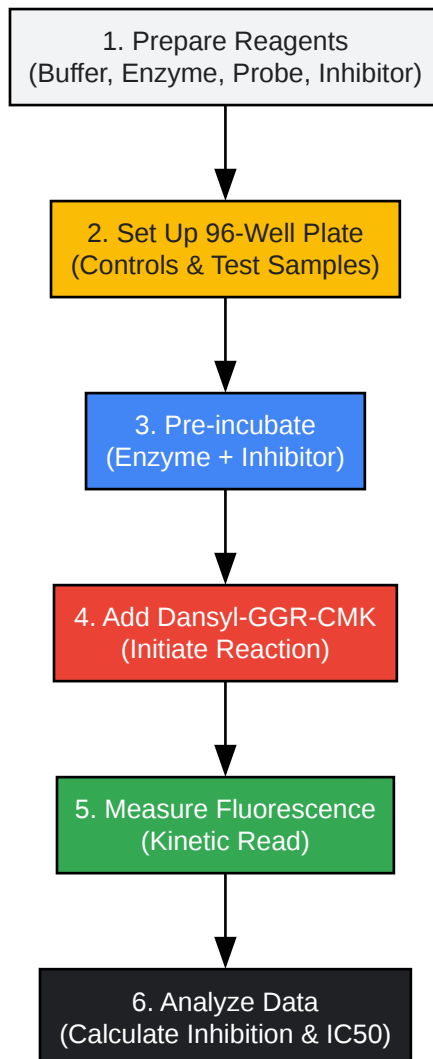 1. Prepare Reagents
(Buffer, Enzyme, Probe, Inhibitor)
2. Set Up 96-Well Plate
(Controls & Test Samples)
3. Pre-incubate
(Enzyme + Inhibitor)
4. Add Dansyl-GGR-CMK
(Initiate Reaction)
5. Measure Fluorescence
(Kinetic Read)
6. Analyze Data
(Calculate Inhibition & IC50)